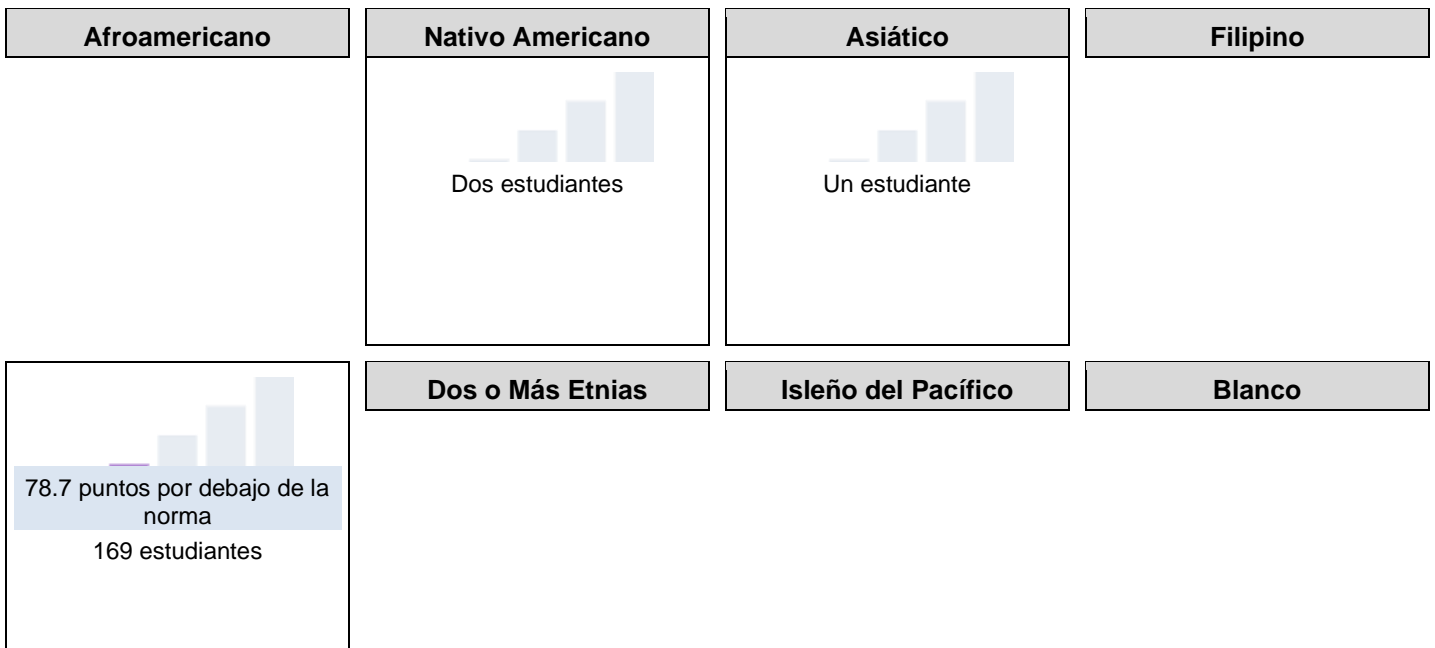 Afroamericano
Nativo Americano
Asiático
Filipino
Dos estudiantes
Un estudiante
Dos o Más Etnias
Isleño del Pacífico
Blanco
78.7 puntos por debajo de la
norma
169 estudiantes